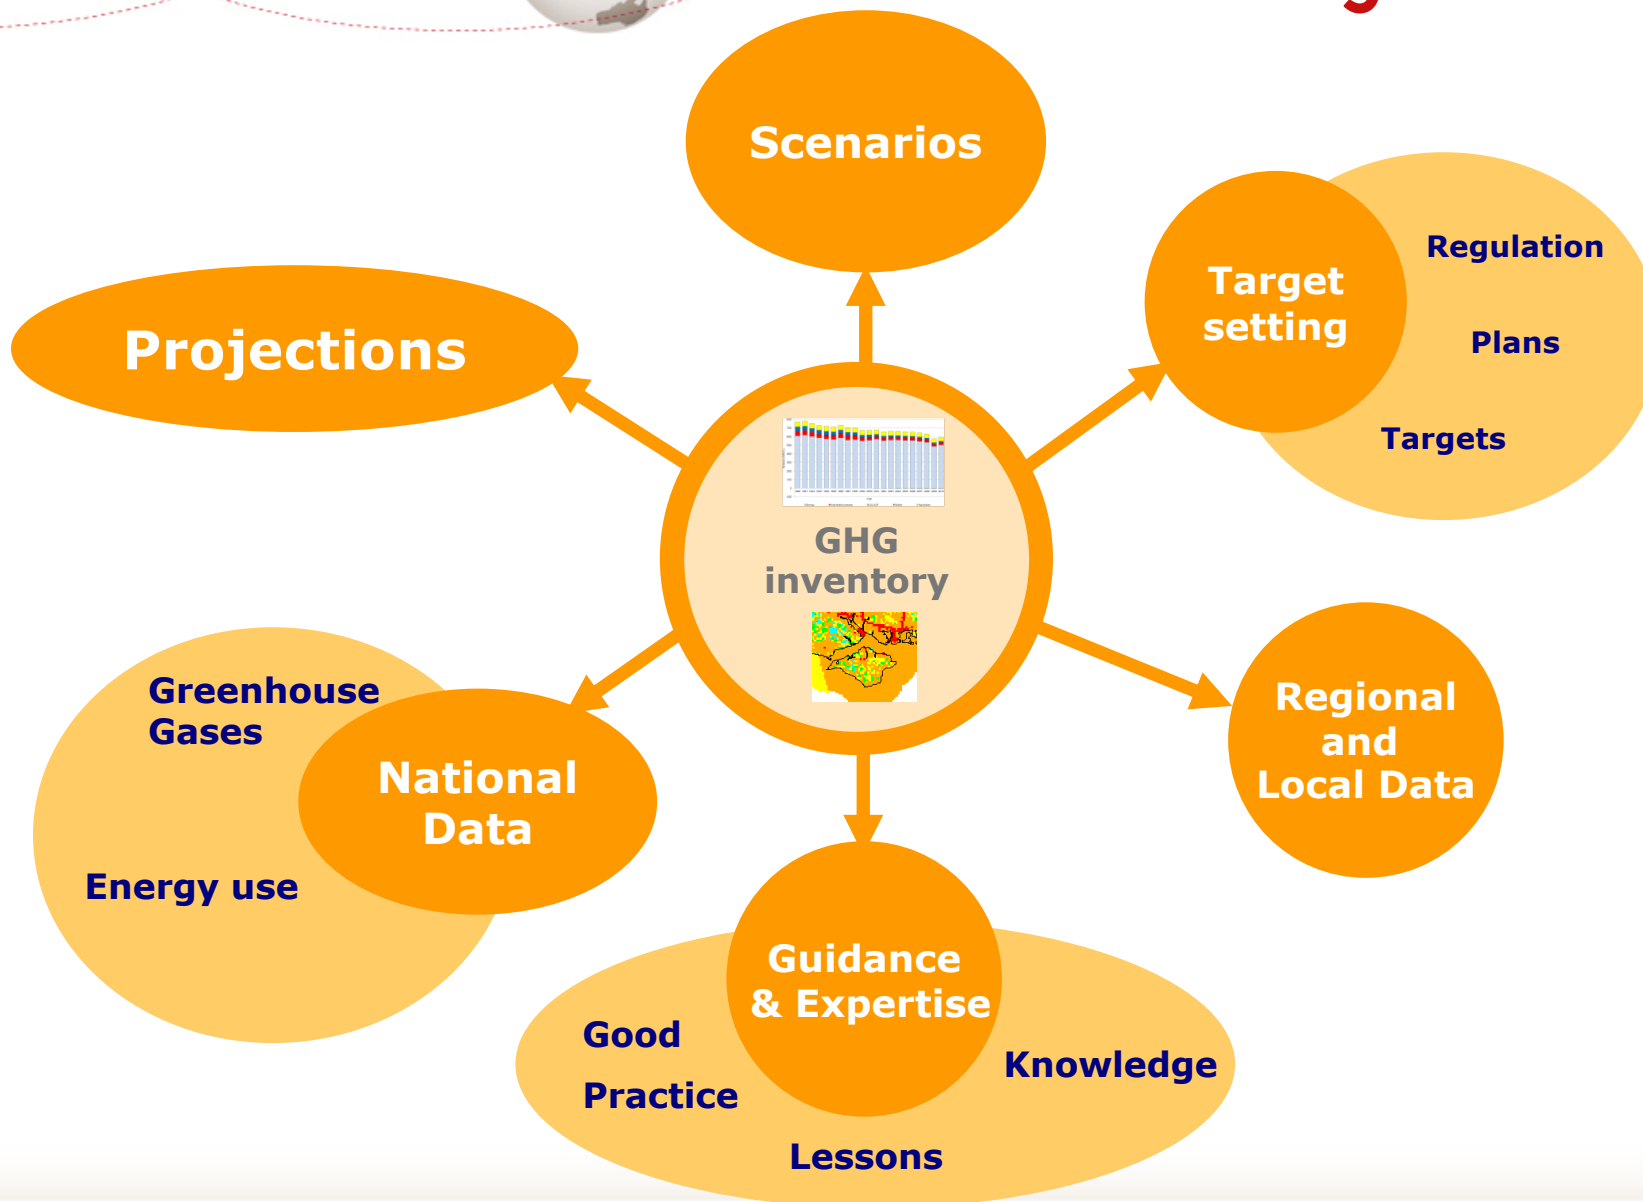 Scenarios
Regulation
Target
setting
Plans
Projections
Targets
GHG
inventory
Greenhouse
Gases
Regional
and
Local Data
National
Data
Energy use
Guidance
& Expertise
Good
Practice
Knowledge
Lessons